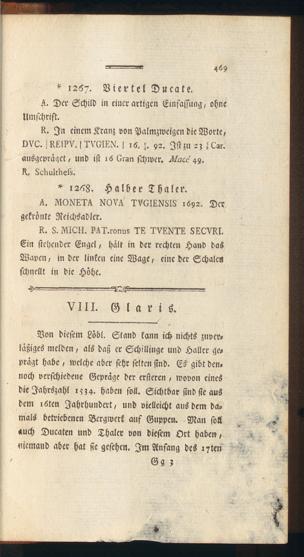 469
* 1267. Viertel Ducate.
A. Der Schild in einer artigen Einfassung, ohne
Umschrift.
R. In einem Kranz von Palmzweigen die Worte,
DVC. | REIPV. | TVGIEN. | 16. . 92. Ist zu 23 Car.
ausgepräget, und ist 16 Gran schwer. Macé 49.
R. Schulthess.
* 1268. Halber Thaler.
A. MONETA NOVA TVGIENSIS 1692. Der
gekrönte Reichsadler.
R. S. MICH. PAT.ronus TE TVENTE SECVRI.
Ein stehender Engel, hält in der rechten Hand das
Wapen, in der linken eine Wage, eine der Schalen
schnellt in die Höhe.
VIII. Glaris.
Von diesem Löbl. Stand kann ich nichts zuver-
läßiges melden, als daß er Schillinge und Haller ge-
prägt habe, welche aber sehr selten sind. Es gibt den-
noch verschiedene Gepräge der ersteren, wovon eines
die Jahrszahl 1534. haben soll. Sichtbar sind sie aus
dem 16ten Jahrhundert, und vielleicht aus dem da-
mals betriebenen Bergwerk auf Guppen. Man soll
auch Ducaten und Thaler von diesem Ort haben,
niemand aber hat sie gesehen. Im Anfang des 17ten
Gg 3